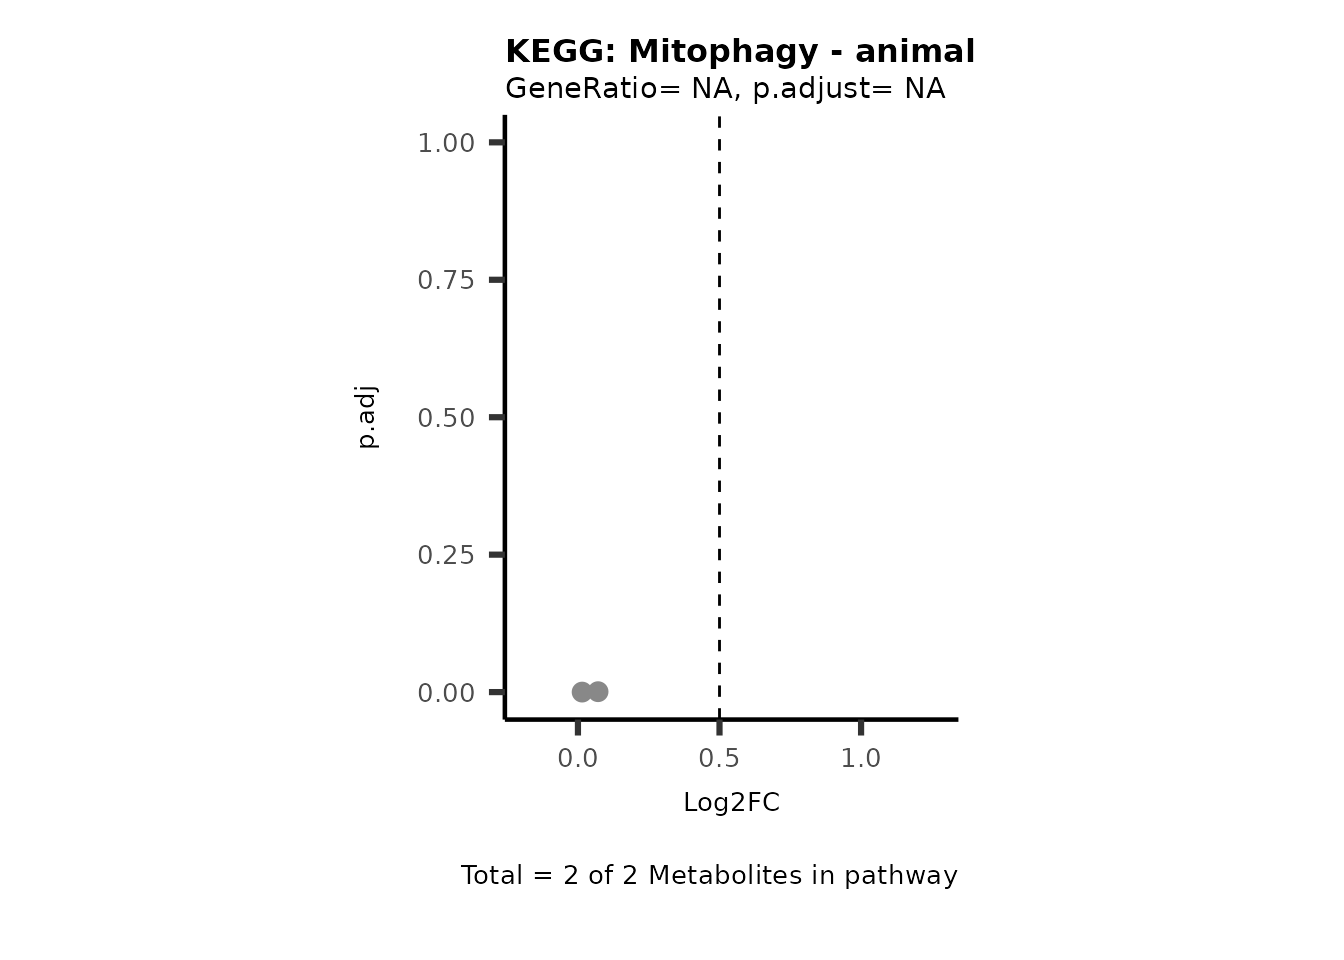 KEGG: Mitophagy - animal
GeneRatio= NA, p.adjust= NA
1.00
0.75
0.50
0.25
0.00
p.adj
0.0 0.5 1.0
Log2FC
Total = 2 of 2 Metabolites in pathway